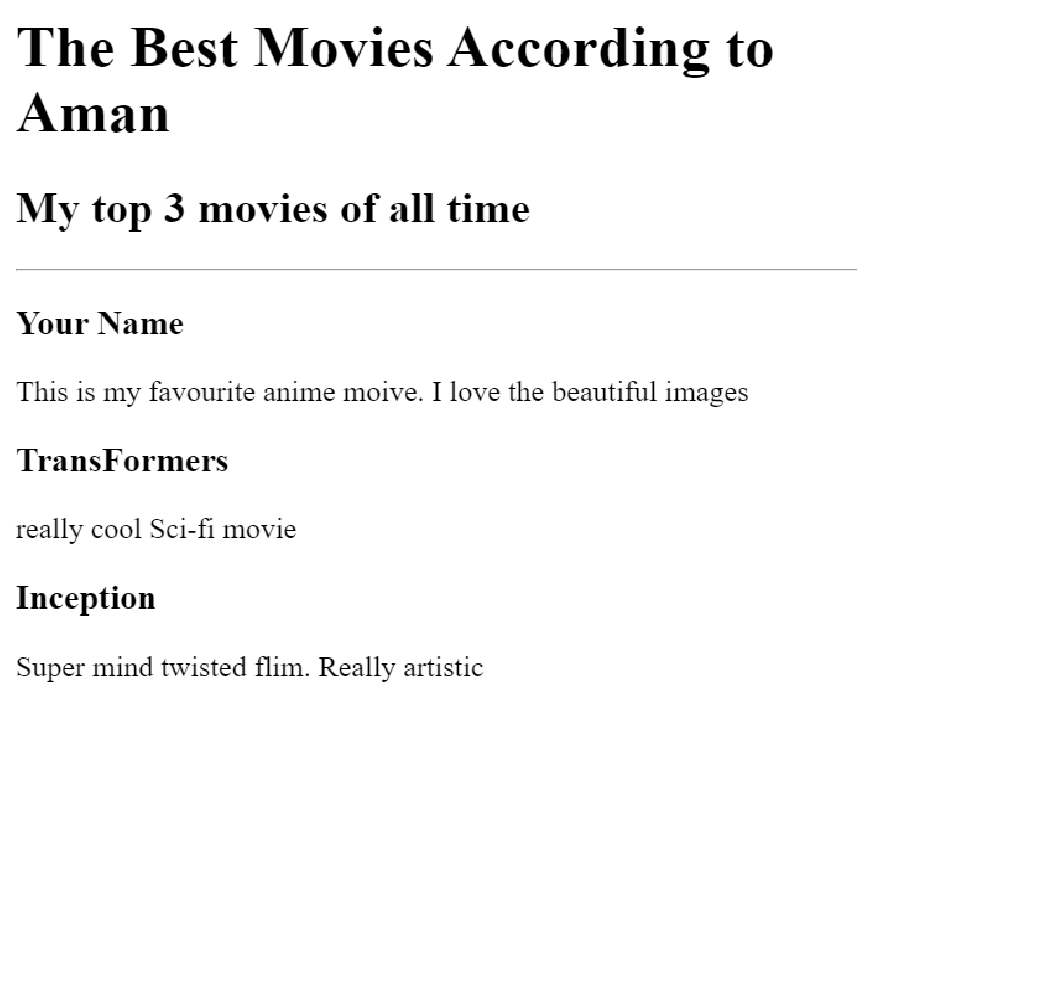 The Best Movies According to
Aman
My top 3 movies of all time
Your Name
This is my favourite anime moive. I love the beautiful images
TransFormers
really cool Sci-fi movie
Inception
Super mind twisted flim. Really artistic